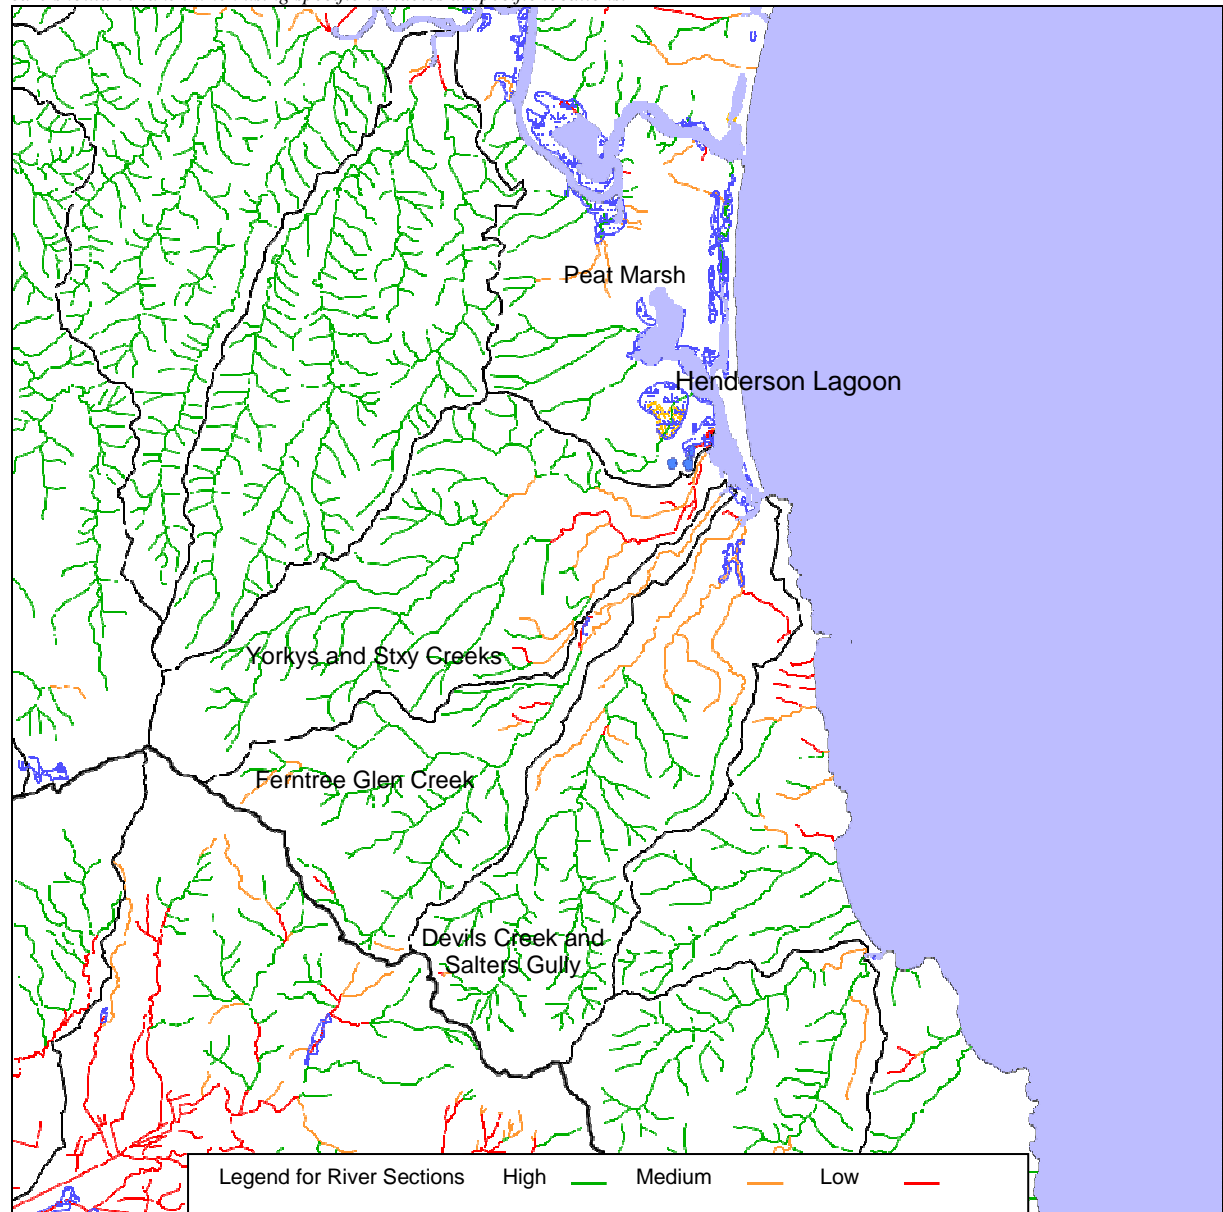 Peat Marsh
Henderson Lagoon
Yorkys and Stxy Creeks
Ferntree Glen Creek
Devils Creek and
Salters Gully
Legend for River Sections High Medium Low